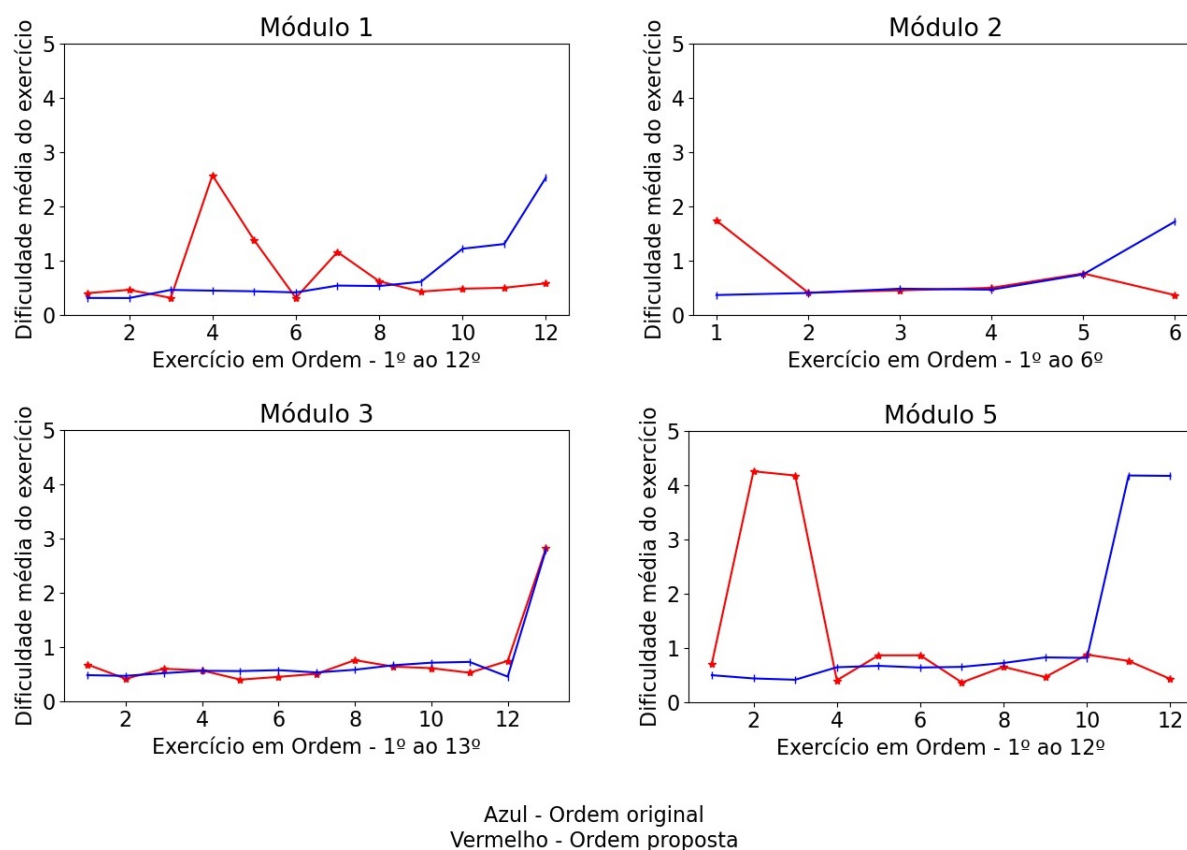 Módulo 1
Dificuldade média do exercício
5
4
3
2
1
0
2 4 6 8 10 12
Exercício em Ordem - 1º ao 12º
Módulo 2
Dificuldade média do exercício
5
4
3
2
1
0
1 2 3 4 5 6
Exercício em Ordem - 1º ao 6º
Módulo 3
Dificuldade média do exercício
5
4
3
2
1
0
2 4 6 8 10 12
Exercício em Ordem - 1º ao 13º
Módulo 5
Dificuldade média do exercício
5
4
3
2
1
0
2 4 6 8 10 12
Exercício em Ordem - 1º ao 12º
Azul - Ordem original
Vermelho - Ordem proposta